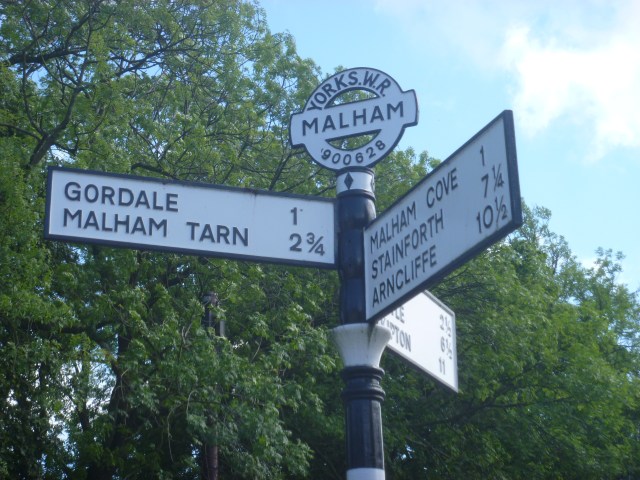 YORKS.W.R.
MALHAM
900628
GORDALE 1
MALHAM TARN 2¾
MALHAM COVE 1
STAINFORTH 7¼
ARNCLIFFE 10½
2½
6½
11